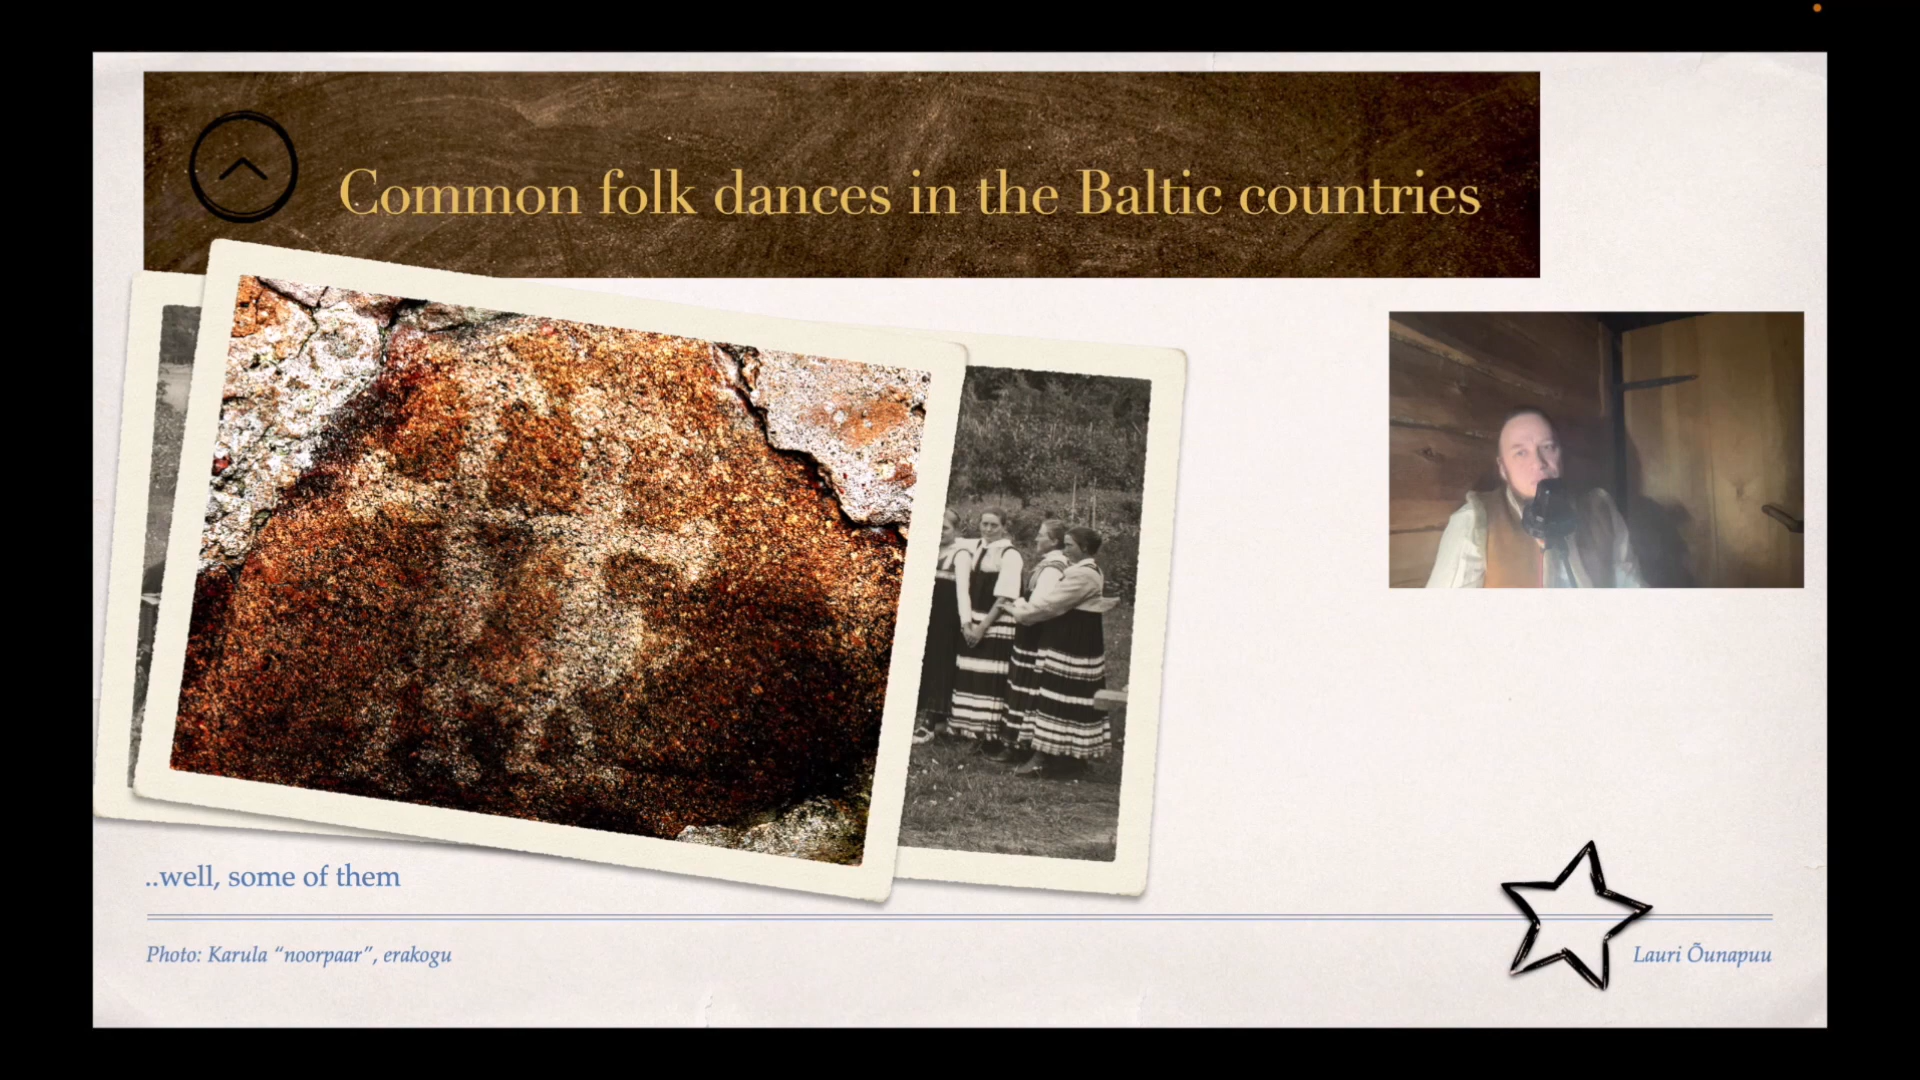 Common folk dances in the Baltic countries
..well, some of them
Photo: Karula “noorpaar”, erakogu
Lauri Õunapuu